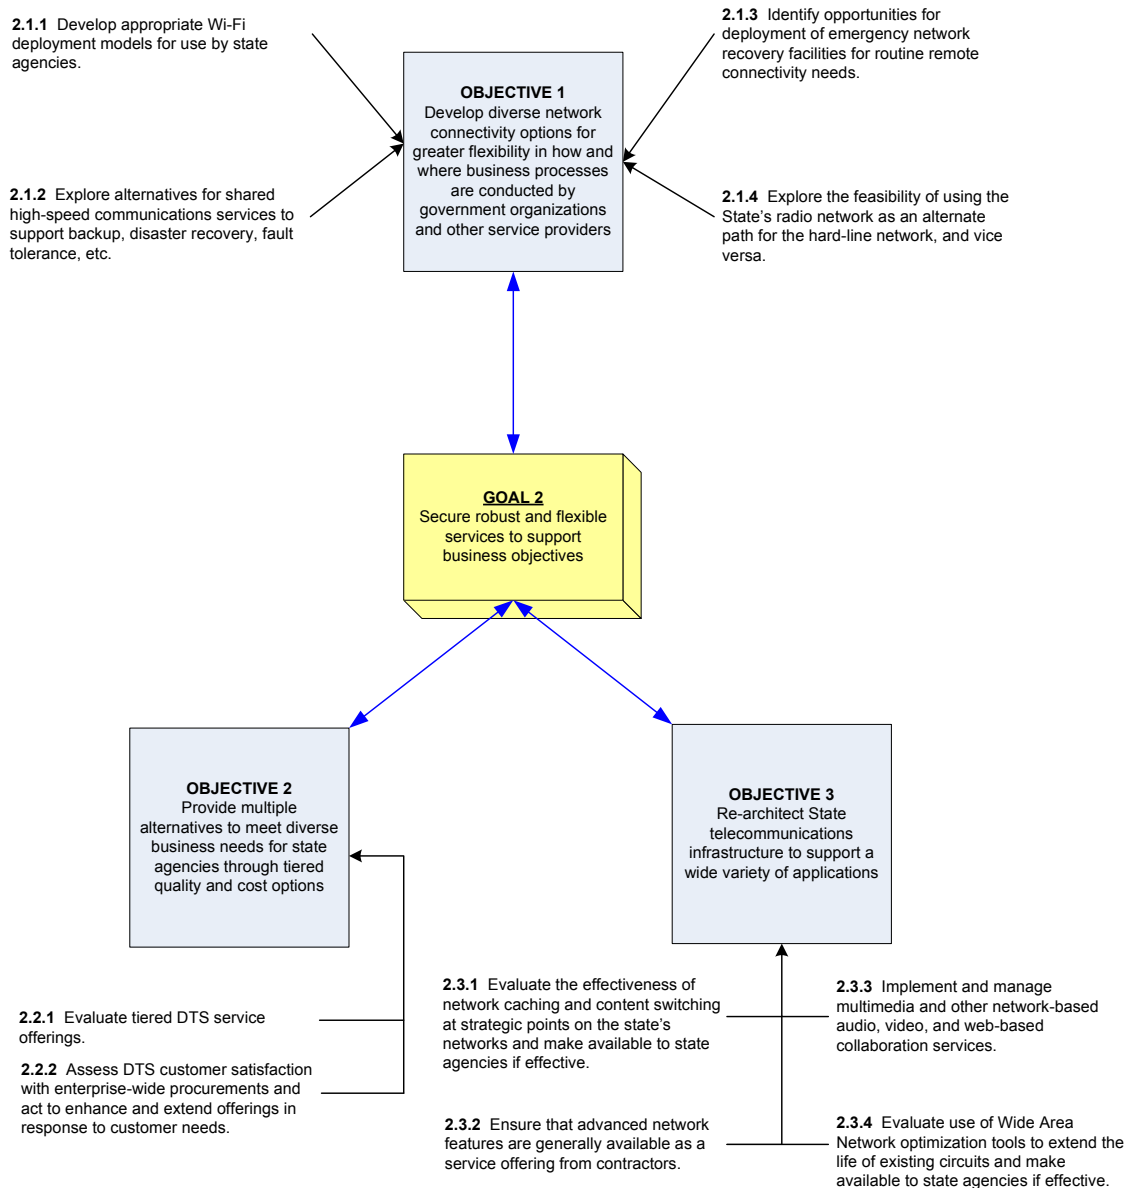 2.1.1 Develop appropriate Wi-Fi
deployment models for use by state
agencies.
2.1.2 Explore alternatives for shared
high-speed communications services to
support backup, disaster recovery, fault
tolerance, etc.
OBJECTIVE 1
Develop diverse network
connectivity options for
greater flexibility in how and
where business processes
are conducted by
government organizations
and other service providers
2.1.3 Identify opportunities for
deployment of emergency network
recovery facilities for routine remote
connectivity needs.
2.1.4 Explore the feasibility of using the
State's radio network as an alternate
path for the hard-line network, and vice
versa.
GOAL 2
Secure robust and flexible
services to support
business objectives
OBJECTIVE 2
Provide multiple
alternatives to meet diverse
business needs for state
agencies through tiered
quality and cost options
OBJECTIVE 3
Re-architect State
telecommunications
infrastructure to support a
wide variety of applications
2.2.1 Evaluate tiered DTS service
offerings.
2.2.2 Assess DTS customer satisfaction
with enterprise-wide procurements and
act to enhance and extend offerings in
response to customer needs.
2.3.1 Evaluate the effectiveness of
network caching and content switching
at strategic points on the state's
networks and make available to state
agencies if effective.
2.3.2 Ensure that advanced network
features are generally available as a
service offering from contractors.
2.3.3 Implement and manage
multimedia and other network-based
audio, video, and web-based
collaboration services.
2.3.4 Evaluate use of Wide Area
Network optimization tools to extend the
life of existing circuits and make
available to state agencies if effective.